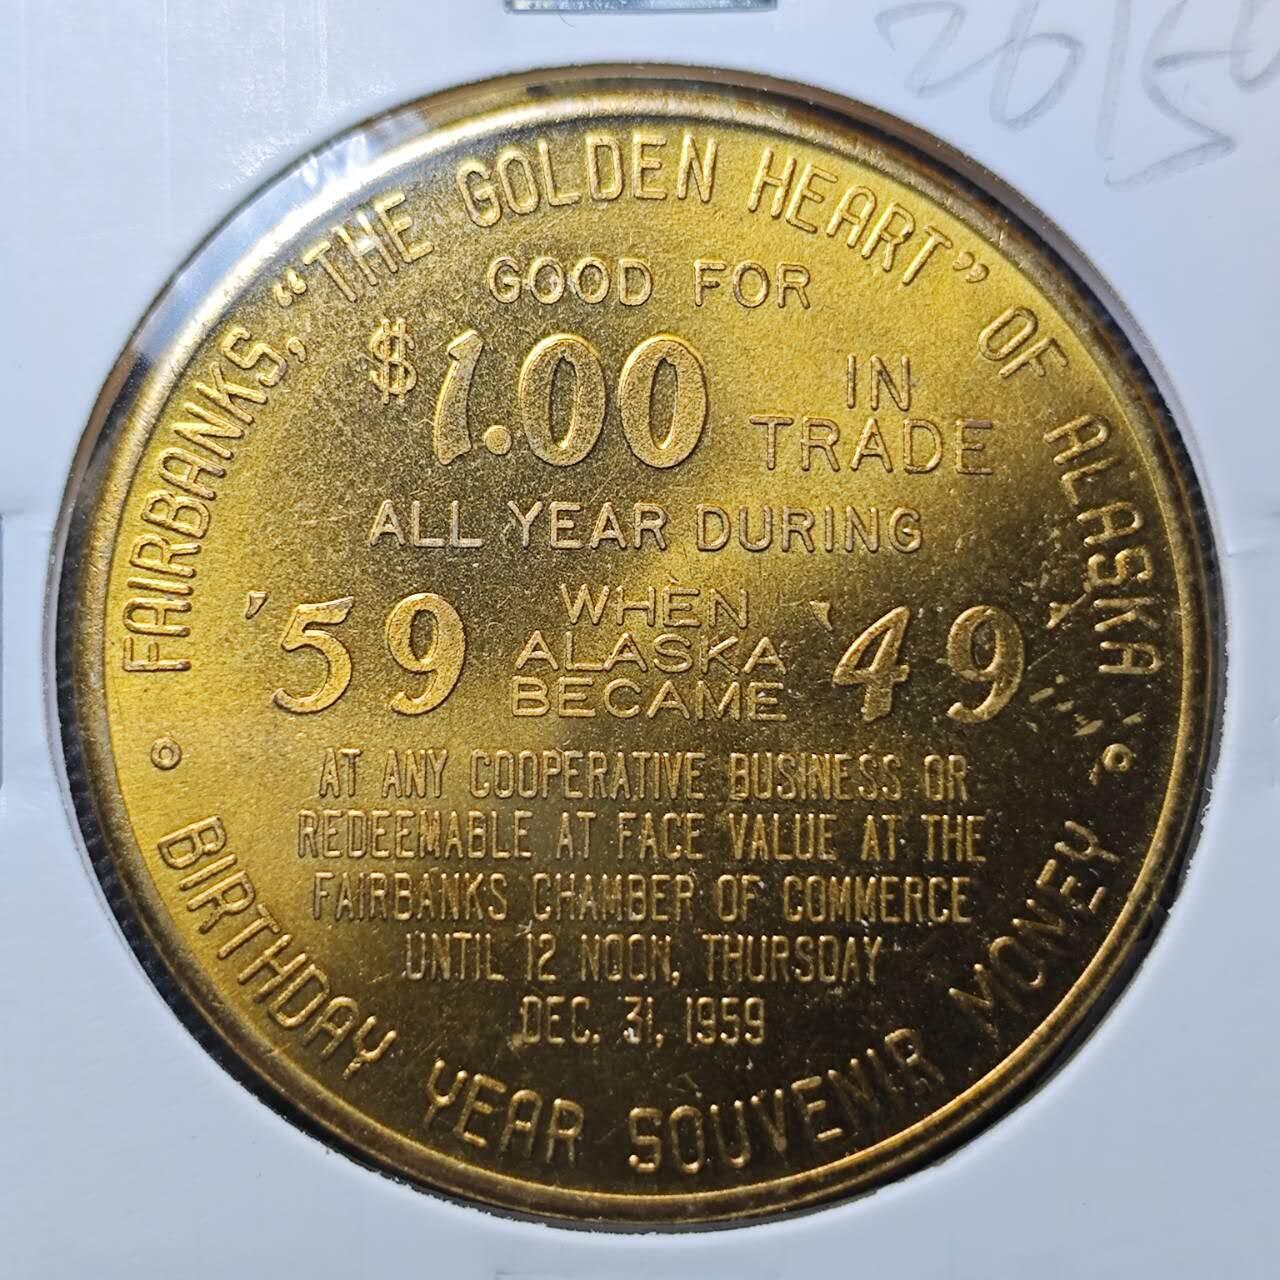 FAIRBANKS, "THE GOLDEN HEART" OF ALASKA
GOOD FOR
$1.00 IN
TRADE
ALL YEAR DURING
'59 WHEN
ALASKA
BECAME '49'
AT ANY COOPERATIVE BUSINESS OR
REDEEMABLE AT FACE VALUE AT THE
FAIRBANKS CHAMBER OF COMMERCE
UNTIL 12 NOON, THURSDAY
DEC. 31, 1959
BIRTHDAY YEAR SOUVENIR MONEY